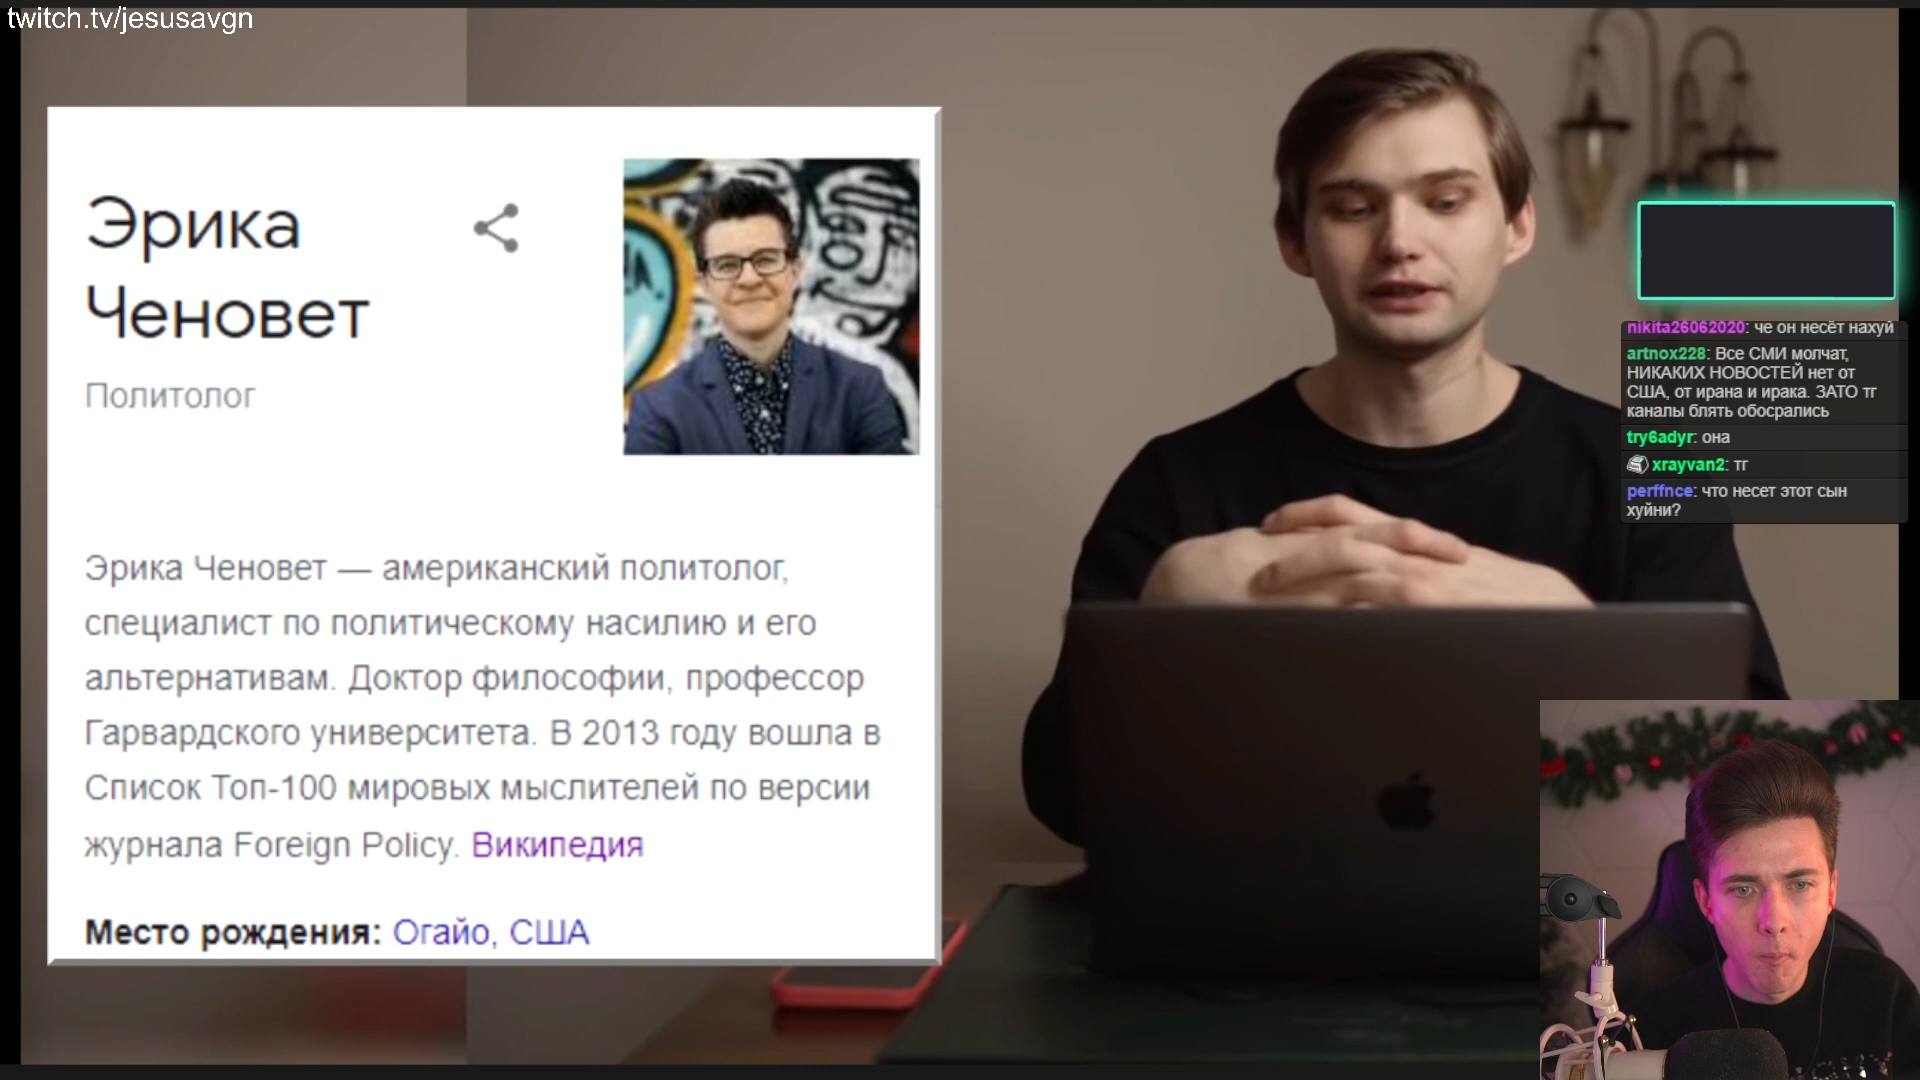 twitch.tv/jesusavgn
Эрика
Ченовет
Политолог
Эрика Ченовет — американский политолог,
специалист по политическому насилию и его
альтернативам. Доктор философии, профессор
Гарвардского университета. В 2013 году вошла в
Список Топ-100 мировых мыслителей по версии
журнала Foreign Policy. Википедия
Место рождения: Огайо, США
nikita26062020: че он несёт нахуй
artnox228: Все СМИ молчат,
НИКАКИХ НОВОСТЕЙ нет от
США, от ирана и ирака. ЗАТО тг
каналы блять обосрались
try6adyr: она
xrayvan2: тг
perffnce: что несет этот сын
хуйни?